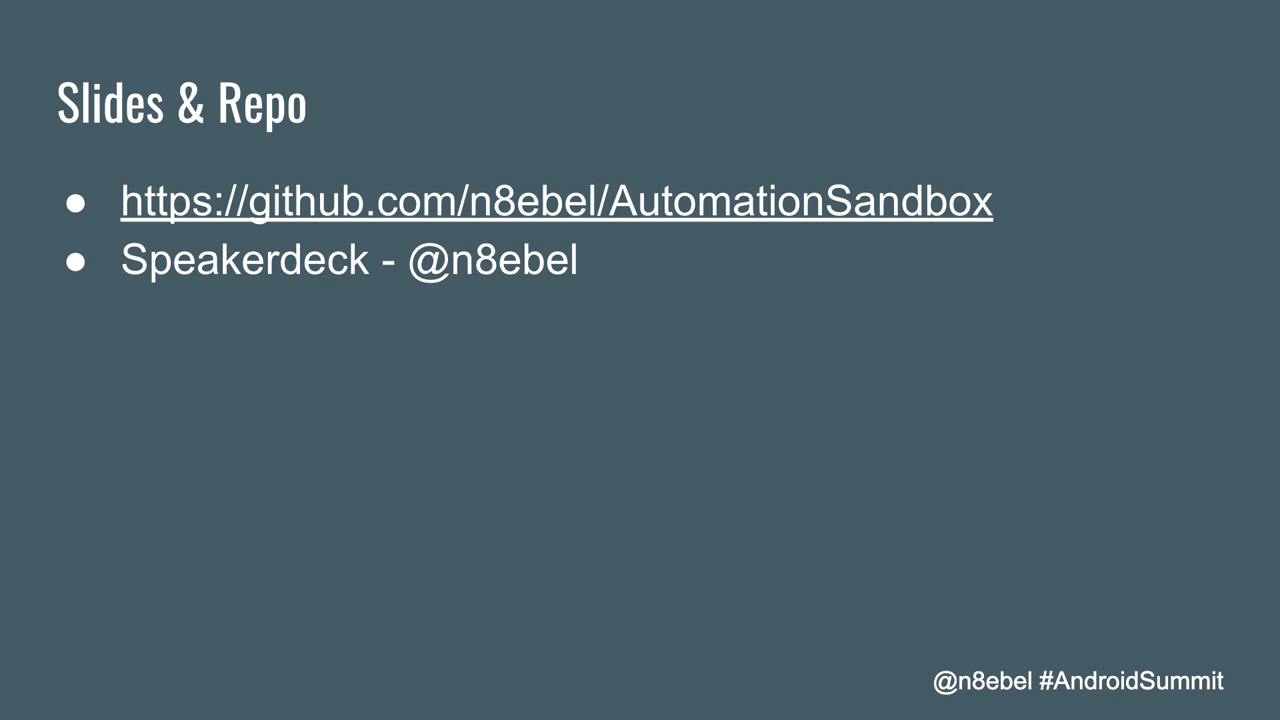 Slides & Repo
● https://github.com/n8ebel/AutomationSandbox
● Speakerdeck - @n8ebel
@n8ebel #AndroidSummit